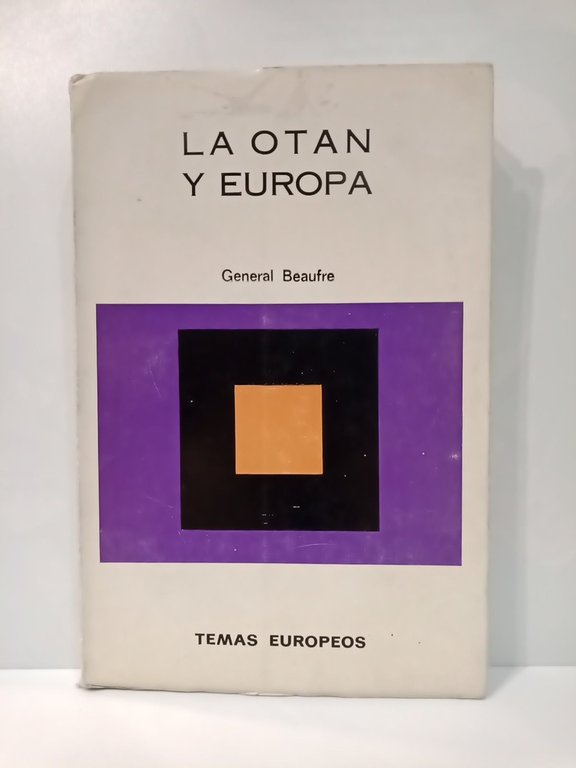 LA OTAN
Y EUROPA
General Beaufre
TEMAS EUROPEOS